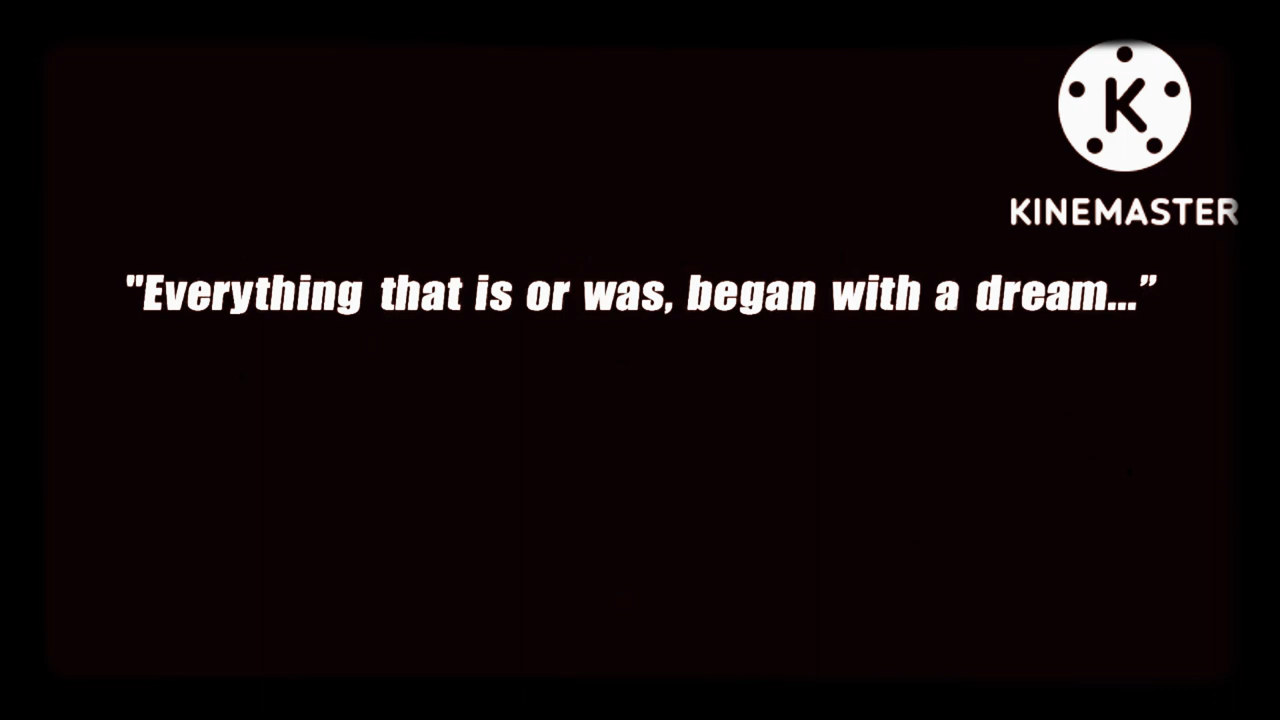 K
KINEMASTER
"Everything that is or was, began with a dream...”